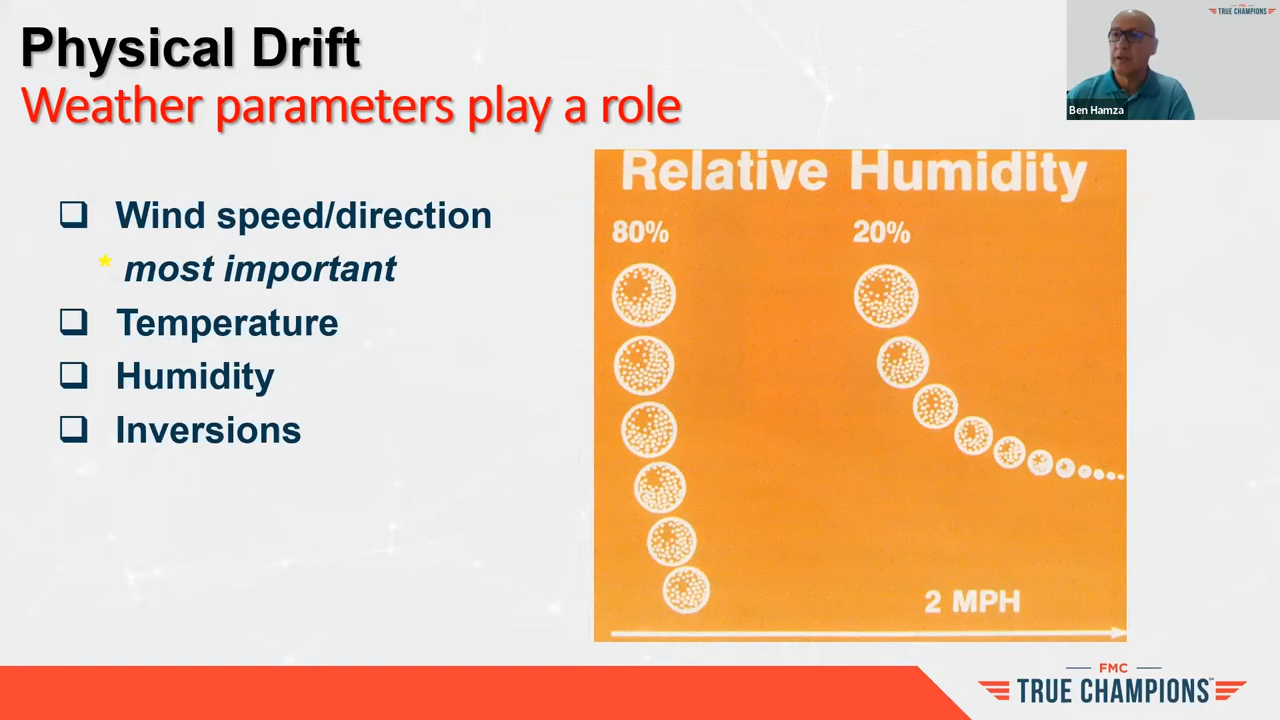 Physical Drift
Weather parameters play a role
FMC
TRUE CHAMPIONS
Ben Hamza
❑ Wind speed/direction
* most important
❑ Temperature
❑ Humidity
❑ Inversions
Relative Humidity
80% 20%
2 MPH
FMC
TRUE CHAMPIONS